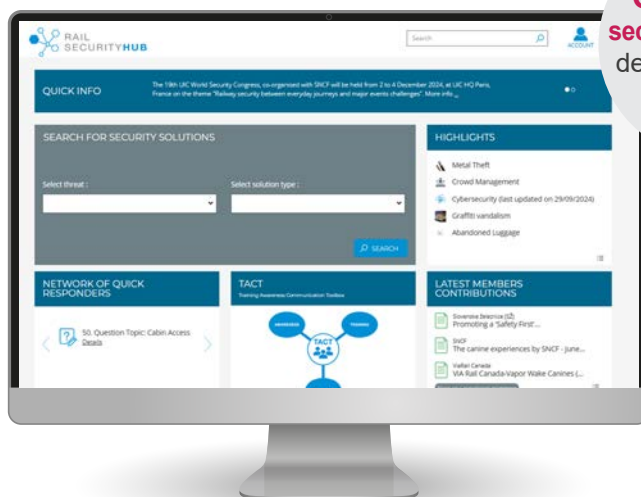 RAIL
SECURITYHUB
Search
ACCOUNT
sec
de
QUICK INFO
The 19th UIC World Security Congress, co-organised with SNCF will be held from 2 to 4 December 2024, at UIC HQ Paris,
France on the theme "Railway security between everyday journeys and major events challenges". More info ...
SEARCH FOR SECURITY SOLUTIONS
Select threat :
Select solution type :
SEARCH
HIGHLIGHTS
Metal Theft
Crowd Management
Cybersecurity (last updated on 29/09/2024)
Graffiti vandalism
Abandoned Luggage
NETWORK OF QUICK
RESPONDERS
50. Question Topic: Cabin Access
Details
TACT
Training Awareness Communication Toolbox
AWARENESS
TRAINING
TACT
LATEST MEMBERS
CONTRIBUTIONS
Promoting a 'Safety First'...
SNCF
The canine experiences by SNCF - June...
VIA Rail Canada-Vapor Wake Canines (...